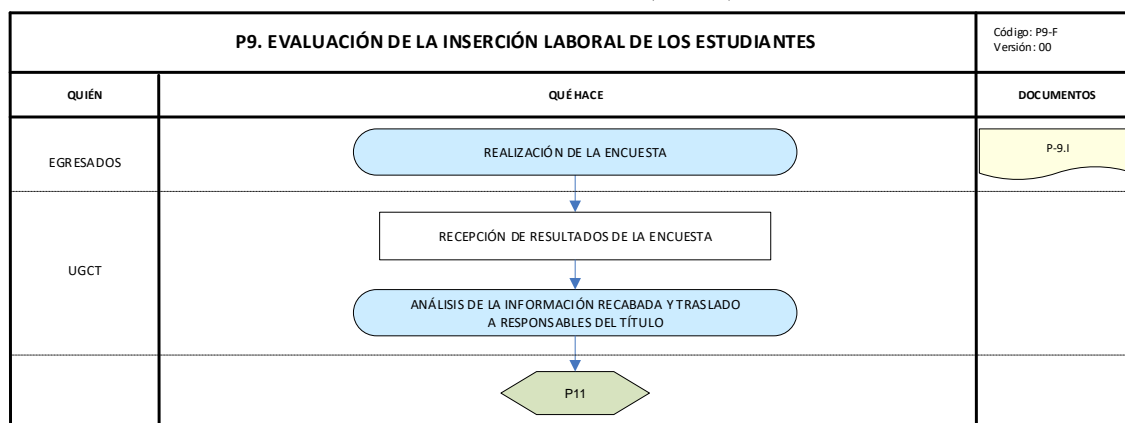 P9. EVALUACIÓN DE LA INSERCIÓN LABORAL DE LOS ESTUDIANTES
Código: P9-F
Versión: 00
QUIÉN
QUÉ HACE
DOCUMENTOS
EGRESADOS
REALIZACIÓN DE LA ENCUESTA
P-9.I
UGCT
RECEPCIÓN DE RESULTADOS DE LA ENCUESTA
ANÁLISIS DE LA INFORMACIÓN RECABADA Y TRASLADO
A RESPONSABLES DEL TÍTULO
P11